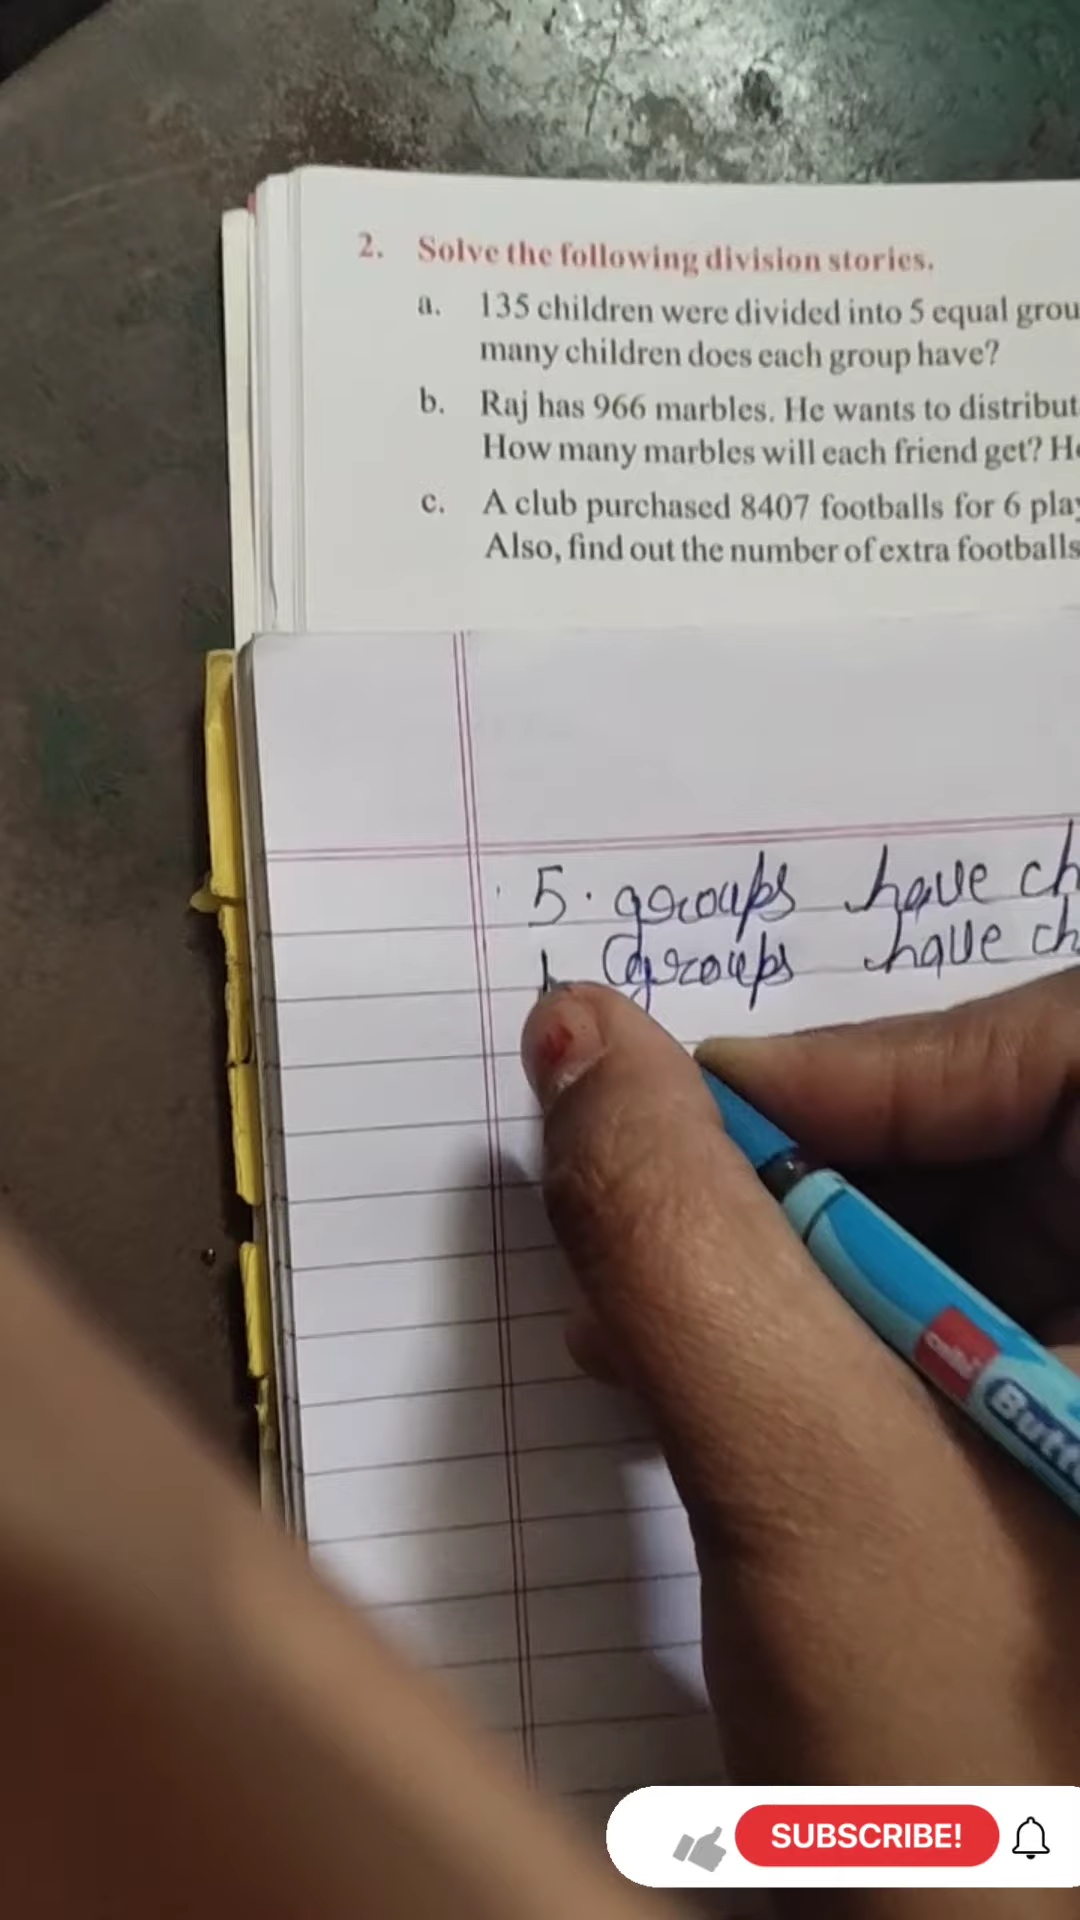 2. Solve the following division stories.
a. 135 children were divided into 5 equal grou
many children does each group have?
b. Raj has 966 marbles. He wants to distribut
How many marbles will each friend get? H
c. A club purchased 8407 footballs for 6 play
Also, find out the number of extra footballs
5. groups have ch
1 Groups have ch
cello
Butt
SUBSCRIBE!